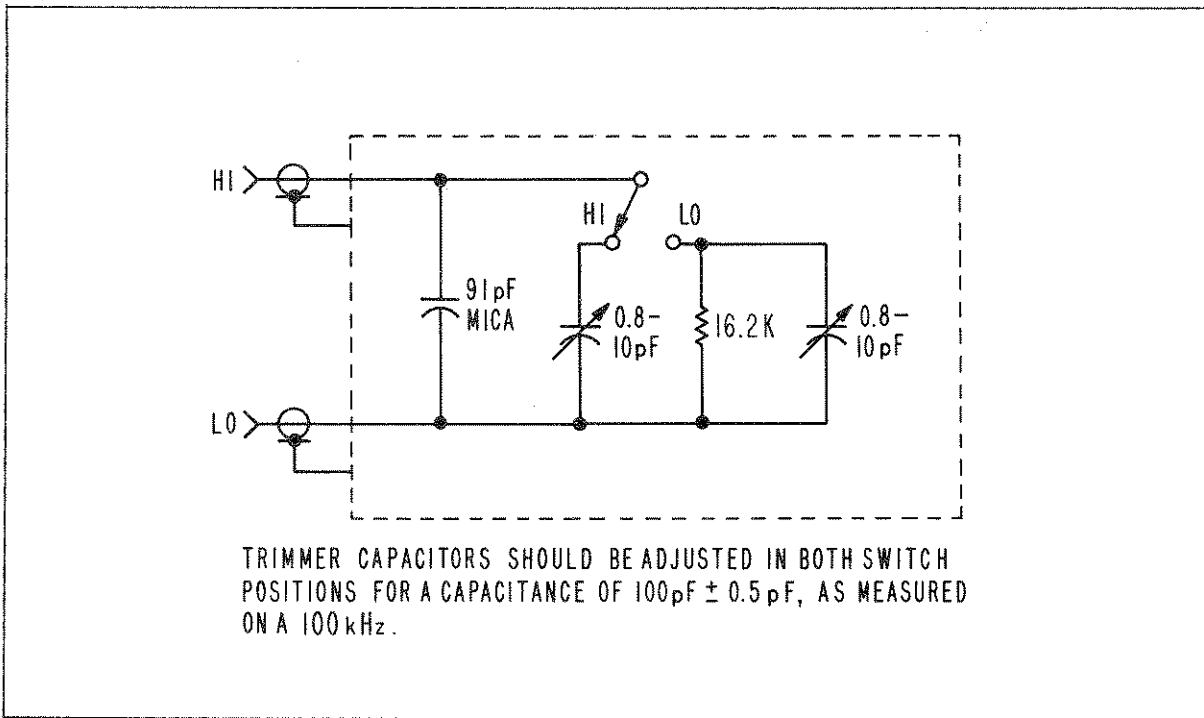 HI
HI
LO
91pF
MICA
0.8-
10pF
16.2K
0.8-
10pF
LO
TRIMMER CAPACITORS SHOULD BE ADJUSTED IN BOTH SWITCH
POSITIONS FOR A CAPACITANCE OF 100pF ± 0.5pF, AS MEASURED
ON A 100kHz.